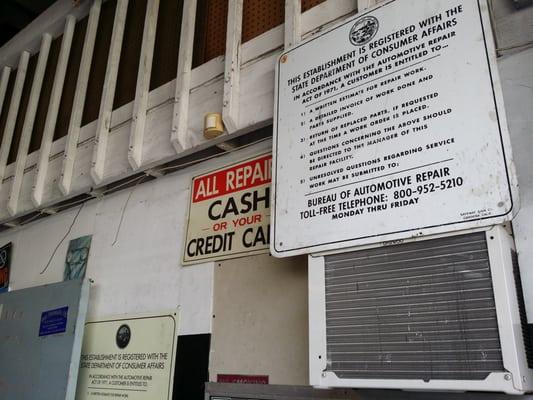 THIS ESTABLISHMENT IS REGISTERED WITH THE
STATE DEPARTMENT OF CONSUMER AFFAIRS
IN ACCORDANCE WITH THE AUTOMOTIVE REPAIR
ACT OF 1971, A CUSTOMER IS ENTITLED TO—
1) A WRITTEN ESTIMATE FOR REPAIR WORK.
2) A DETAILED INVOICE OF WORK DONE AND
PARTS SUPPLIED.
3) RETURN OF REPLACED PARTS, IF REQUESTED
AT THE TIME A WORK ORDER IS PLACED.
4) QUESTIONS CONCERNING THE ABOVE SHOULD
BE DIRECTED TO THE MANAGER OF THIS
REPAIR FACILITY.
5) UNRESOLVED QUESTIONS REGARDING SERVICE
WORK MAY BE SUBMITTED TO:
BUREAU OF AUTOMOTIVE REPAIR
TOLL-FREE TELEPHONE: 800-952-5210
MONDAY THRU FRIDAY
ALL REPAIR
CASH
- OR YOUR
CREDIT CA
THIS ESTABLISHMENT IS REGISTERED WITH THE
STATE DEPARTMENT OF CONSUMER AFFAIRS
IN ACCORDANCE WITH THE AUTOMOTIVE REPAIR
ACT OF 1971, A CUSTOMER IS ENTITLED TO—